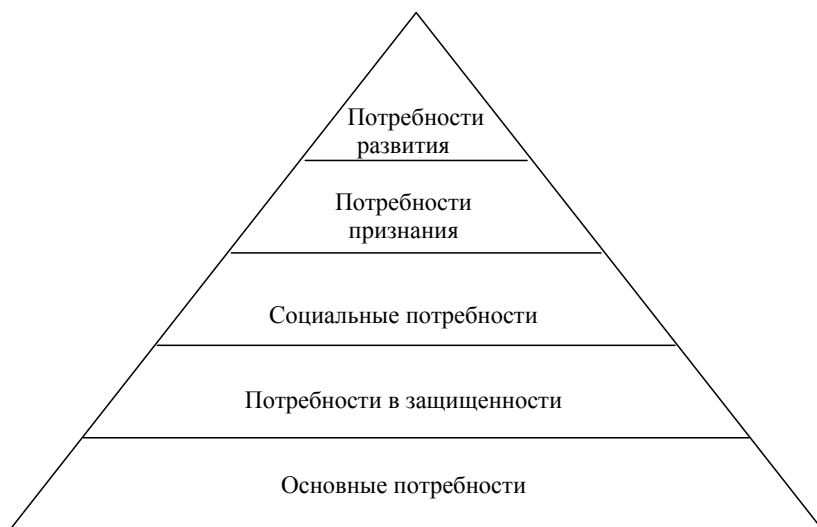 Потребности
развития
Потребности
признания
Социальные потребности
Потребности в защищенности
Основные потребности